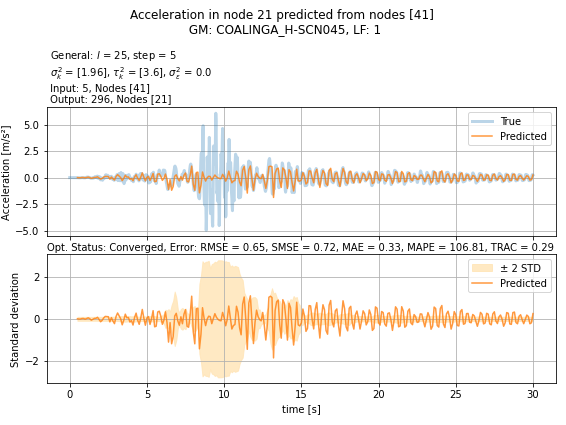 Acceleration in node 21 predicted from nodes [41]
GM: COALINGA_H-SCN045, LF: 1
General: l = 25, step = 5
σ²ₖ = [1.96], τ²ₖ = [3.6], σ²ε = 0.0
Input: 5, Nodes [41]
Output: 296, Nodes [21]
Acceleration [m/s²]
5.0
2.5
0.0
−2.5
−5.0
True
Predicted
Opt. Status: Converged, Error: RMSE = 0.65, SMSE = 0.72, MAE = 0.33, MAPE = 106.81, TRAC = 0.29
Standard deviation
2
0
−2
± 2 STD
Predicted
0 5 10 15 20 25 30
time [s]